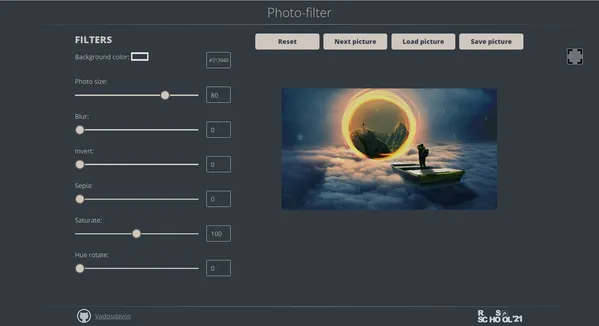 Photo-filter
FILTERS
Reset
Next picture
Load picture
Save picture
Background color:
#313940
Photo size:
80
Blur:
0
Invert:
0
Sepia:
0
Saturate:
100
Hue rotate:
0
Vadosdavos
R S
SCHOOL'21